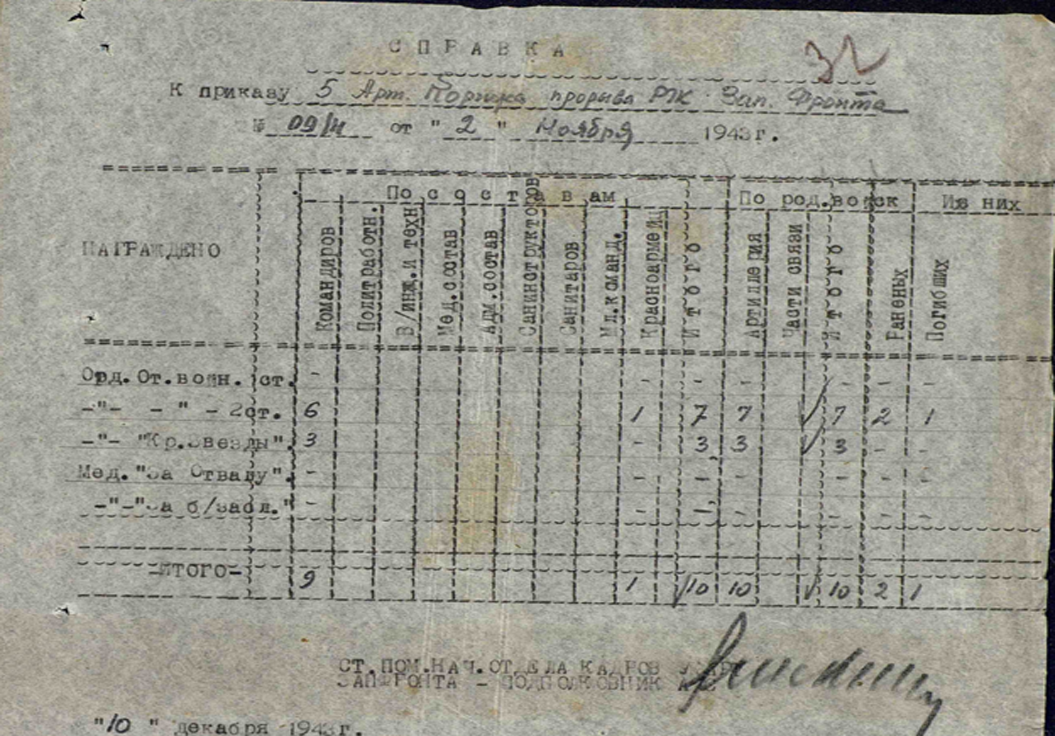 СПРАВКА
32
К приказу 5 Арт. Корпуса прорыва РГК Зап. Фронта
№ 09/н от "2" Ноября 1943 г.
По составам По род.войск Из них
НАГРАЖДЕНО Командиров Политработн. В/инж.и техн Мед.состав Адм.состав Санинструкторов Санитаров Мл.команд. Красноармейц Итого Артиллерия Части связи Итого Раненых Погибших
Орд.От.войн. ст. - - - - - - -
-"- - " - 2ст. 6 1 7 7 7 2 1
-"- "Кр.Звезды". 3 - 3 3 3 - -
Мед."За Отвагу". - - - - - - -
-"-"За б/засл." - - - - - - -
-ИТОГО- 9 1 10 10 10 2 1
СТ.ПОМ.НАЧ.ОТДЕЛА КАДРОВ
ЗАПФРОНТА - ПОДПОЛКОВНИК
"10" декабря 1943г.